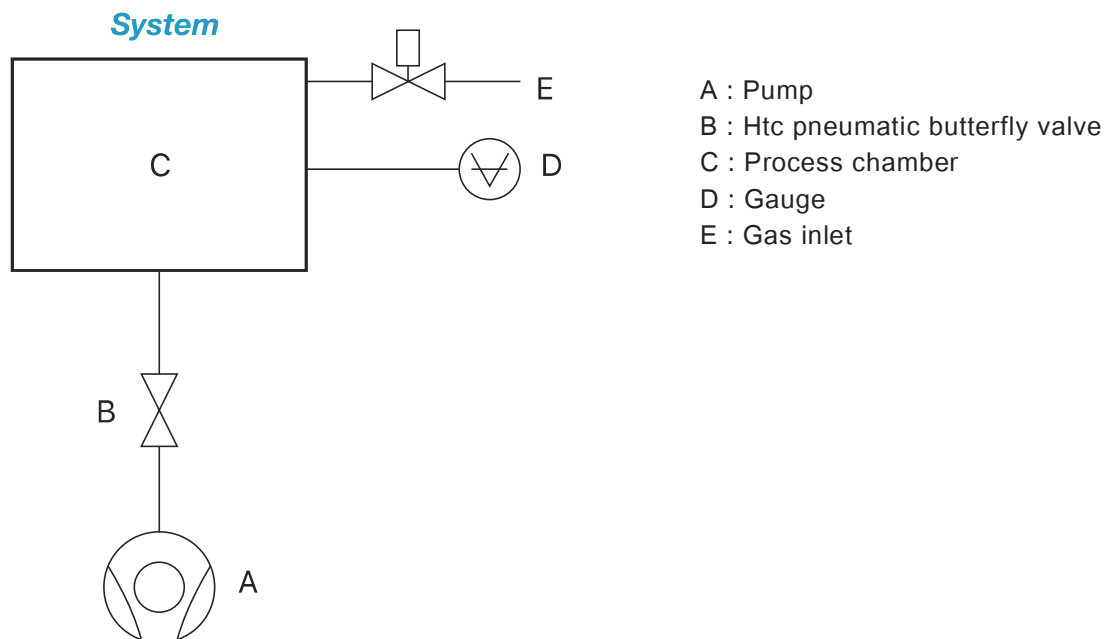 System
E
C
D
B
A
A : Pump
B : Htc pneumatic butterfly valve
C : Process chamber
D : Gauge
E : Gas inlet